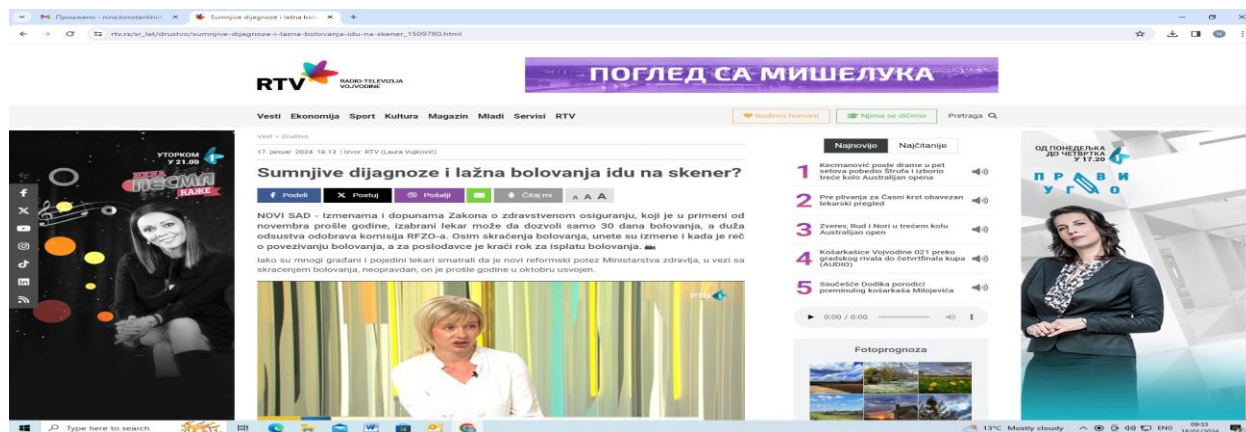 Примљено - nina.konstantinic
Sumnjive dijagnoze i lažna bolo
rtv.rs/sr_lat/drustvo/sumnjive-dijagnoze-i-lazna-bolovanja-idu-na-skener_1509780.html
RTV
RADIO-TELEVIZIJA
VOJVODINE
ПОГЛЕД СА МИШЕЛУКА
Vesti Ekonomija Sport Kultura Magazin Mladi Servisi RTV
Budimo humani
Njima se dičimo
Pretraga
Vesti > Društvo
17. januar 2024. 19.13 | Izvor: RTV (Laura Vujković)
Sumnjive dijagnoze i lažna bolovanja idu na skener?
Podeli
Postuj
Pošalji
Čitaj mi
A A A
NOVI SAD - Izmenama i dopunama Zakona o zdravstvenom osiguranju, koji je u primeni od
novembra prošle godine, izabrani lekar može da dozvoli samo 30 dana bolovanja, a duža
odsustva odobrava komisija RFZO-a. Osim skraćenja bolovanja, unete su izmene i kada je reč
o povezivanju bolovanja, a za poslodavce je kraći rok za isplatu bolovanja.
Iako su mnogi građani i pojedini lekari smatrali da je novi reformski potez Ministarstva zdravlja, u vezi sa
skraćenjem bolovanja, neopravdan, on je prošle godine u oktobru usvojen.
Najnovije
Najčitanije
1
Kecmanović posle drame u pet
setova pobedio Štrufa i izborio
treće kolo Australijan opena
2
Pre plivanja za Časni krst obavezan
lekarski pregled
3
Zverev, Rud i Nori u trećem kolu
Australijan open
4
Košarkašice Vojvodine 021 preko
gradskog rivala do četvrtfinala kupa
(AUDIO)
5
Saučešće Dodika porodici
preminulog košarkaša Milojevića
0:00 / 0:00
Fotoprognoza
УТОРКОМ
У 21.00
ПЕСМА
КАЖЕ
ОД ПОНЕДЕЉКА
ДО ЧЕТВРТКА
У 17.20
ПРАВИ
УГАО
Type here to search
13°C Mostly cloudy
ENG
09:33
18/01/2024